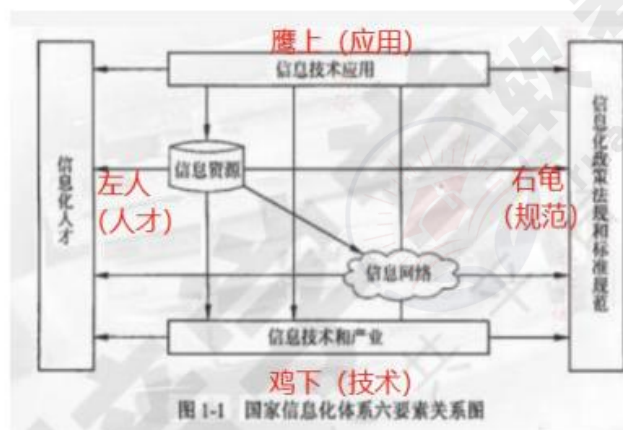 鹰上（应用）
信息技术应用
信息化人才
信息资源
左人
（人才）
右龟
（规范）
信息化政策法规和标准规范
信息网络
信息技术和产业
鸡下（技术）
图 1-1 国家信息化体系六要素关系图